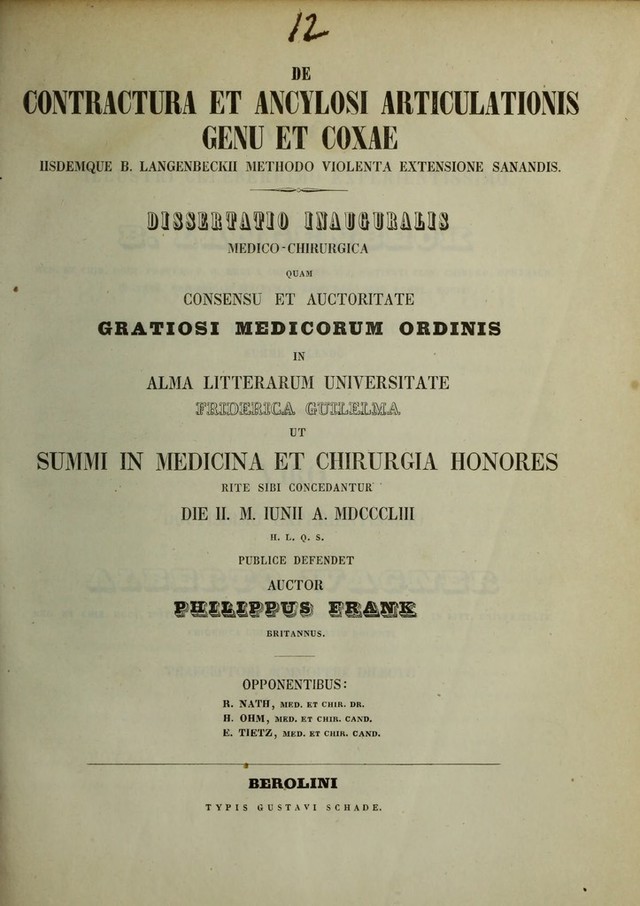 12
DE
CONTRACTURA ET ANCYLOSI ARTICULATIONIS
GENU ET COXAE
IISDEMQUE B. LANGENBECKII METHODO VIOLENTA EXTENSIONE SANANDIS.
DISSERTATIO INAUGURALIS
MEDICO-CHIRURGICA
QUAM
CONSENSU ET AUCTORITATE
GRATIOSI MEDICORUM ORDINIS
IN
ALMA LITTERARUM UNIVERSITATE
FRIDERICA GUILELMA
UT
SUMMI IN MEDICINA ET CHIRURGIA HONORES
RITE SIBI CONCEDANTUR
DIE II. M. IUNII A. MDCCCLIII
H. L. Q. S.
PUBLICE DEFENDET
AUCTOR
PHILIPPUS FRANK
BRITANNUS.
OPPONENTIBUS:
R. NATH, MED. ET CHIR. DR.
H. OHM, MED. ET CHIR. CAND.
E. TIETZ, MED. ET CHIR. CAND.
BEROLINI
TYPIS GUSTAVI SCHADE.